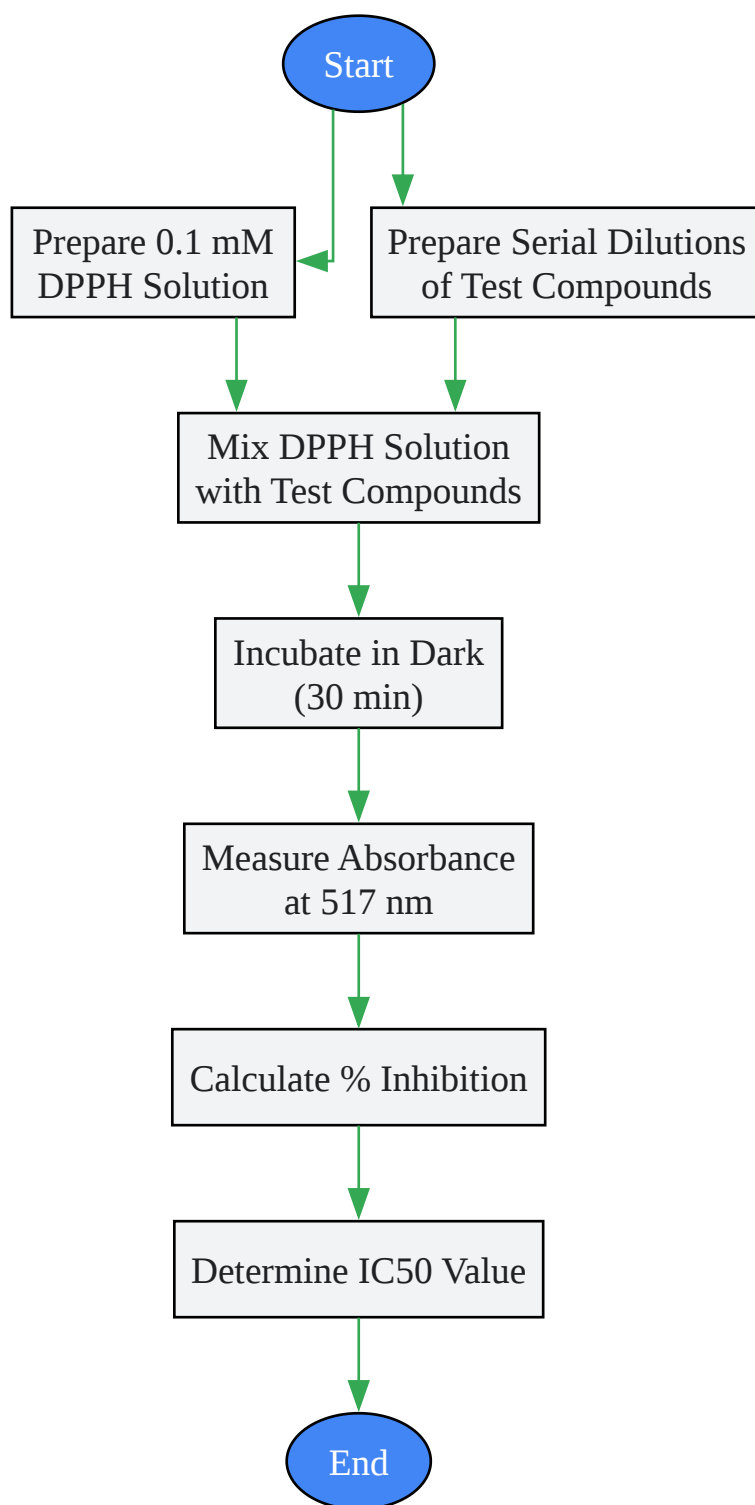 Start
Prepare 0.1 mM
DPPH Solution
Prepare Serial Dilutions
of Test Compounds
Mix DPPH Solution
with Test Compounds
Incubate in Dark
(30 min)
Measure Absorbance
at 517 nm
Calculate % Inhibition
Determine IC50 Value
End